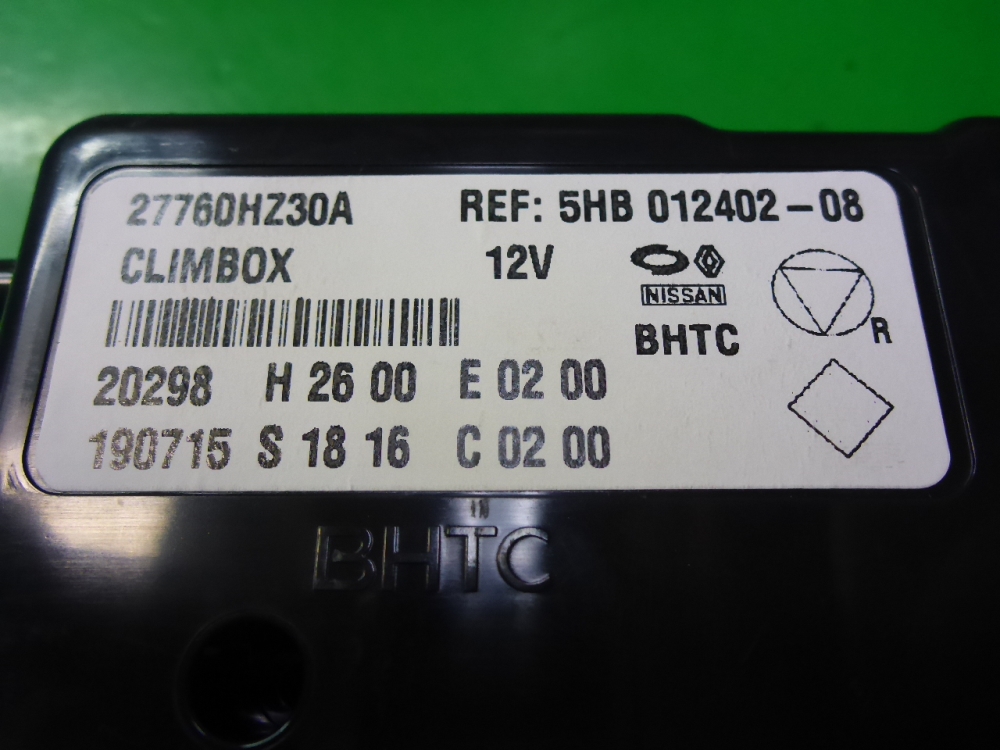 27760HZ30A REF: 5HB 012402-08
CLIMBOX 12V
NISSAN
BHTC
R
20298 H 26 00 E 02 00
190715 S 18 16 C 02 00
BHTC